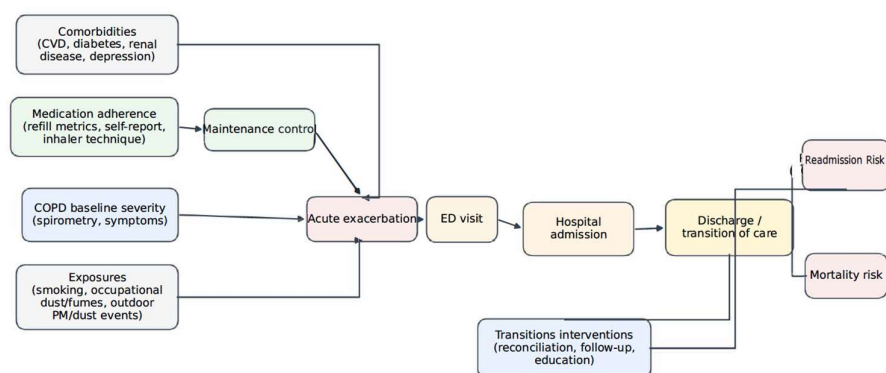 Comorbidities
(CVD, diabetes, renal
disease, depression)
Medication adherence
(refill metrics, self-report,
inhaler technique)
Maintenance control
COPD baseline severity
(spirometry, symptoms)
Exposures
(smoking, occupational
dust/fumes, outdoor
PM/dust events)
Acute exacerbation
ED visit
Hospital
admission
Discharge /
transition of care
Transitions interventions
(reconciliation, follow-up,
education)
Readmission Risk
Mortality risk